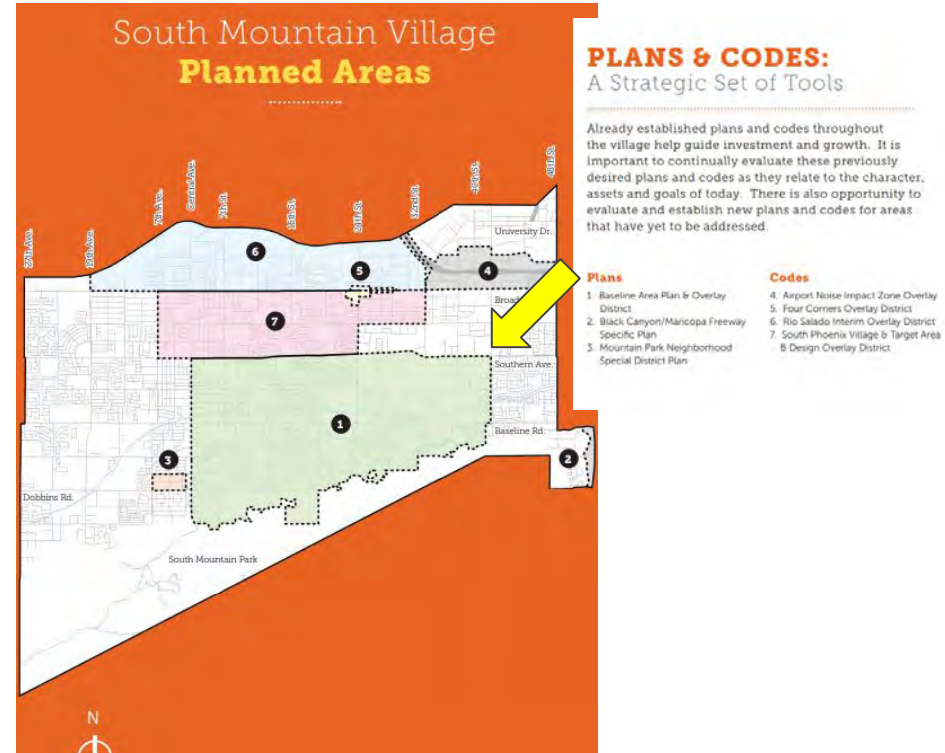 South Mountain Village
Planned Areas
PLANS & CODES:
A Strategic Set of Tools
Already established plans and codes throughout
the village help guide investment and growth. It is
important to continually evaluate these previously
desired plans and codes as they relate to the character,
assets and goals of today. There is also opportunity to
evaluate and establish new plans and codes for areas
that have yet to be addressed.
Plans
1. Baseline Area Plan & Overlay
District
2. Black Canyon/Maricopa Freeway
Specific Plan
3. Mountain Park Neighborhood
Special District Plan
Codes
4. Airport Noise Impact Zone Overlay
5. Four Corners Overlay District
6. Rio Salado Interim Overlay District
7. South Phoenix Village & Target Area
B Design Overlay District
27th Ave.
19th Ave.
7th Ave.
Central Ave.
7th St.
16th St.
24th St.
32nd St.
40th St.
48th St.
University Dr.
6
5
4
Broad
7
Southern Ave.
1
Baseline Rd.
3
2
Dobbins Rd.
South Mountain Park
N